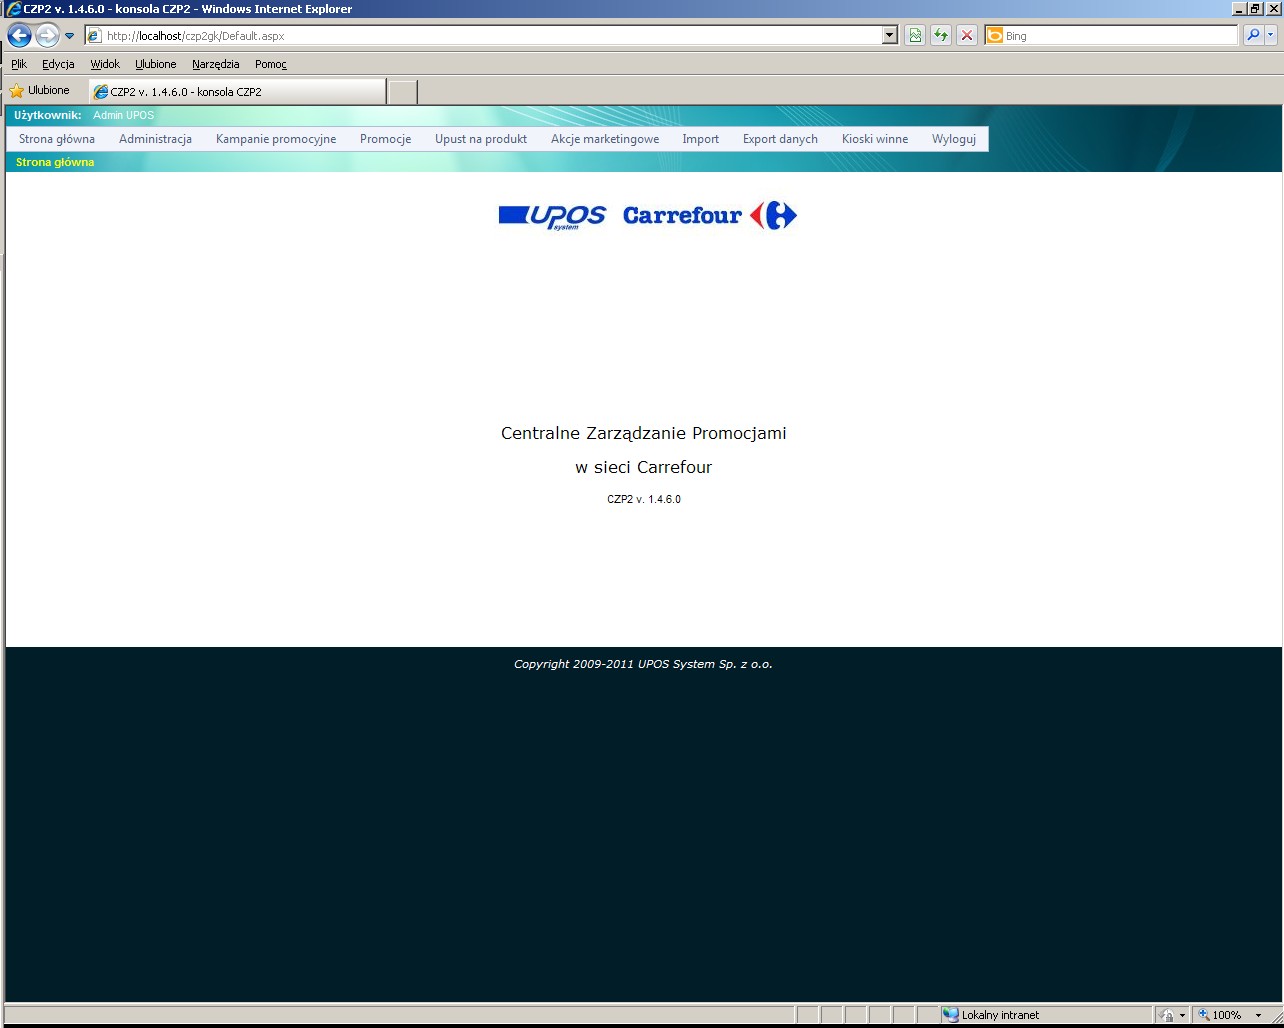 CZP2 v. 1.4.6.0 - konsola CZP2 - Windows Internet Explorer
http://localhost/czp2gk/Default.aspx
Bing
Plik Edycja Widok Ulubione Narzędzia Pomoc
Ulubione
CZP2 v. 1.4.6.0 - konsola CZP2
Użytkownik: Admin UPOS
Strona główna Administracja Kampanie promocyjne Promocje Upust na produkt Akcje marketingowe Import Export danych Kioski winne Wyloguj
Strona główna
UPOS system Carrefour
Centralne Zarządzanie Promocjami
w sieci Carrefour
CZP2 v. 1.4.6.0
Copyright 2009-2011 UPOS System Sp. z o.o.
Lokalny intranet
100%